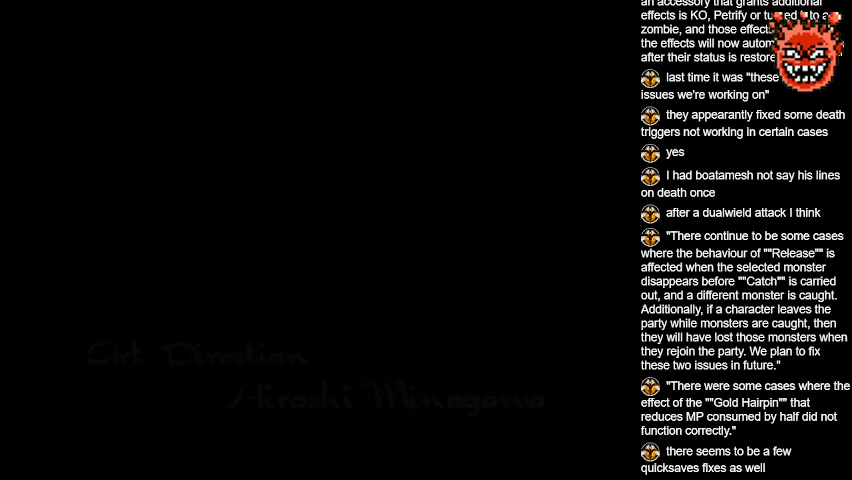 Art Direction
Hiroshi Minagawa
an accessory that grants additional
effects is KO, Petrify or
zombie, and those effects
the effects will now
after their status is restore
last time it was "these
issues we're working on"
they appearantly fixed some death
triggers not working in certain cases
yes
I had boatamesh not say his lines
on death once
after a dualwield attack I think
"There continue to be some cases
where the behaviour of ""Release"" is
affected when the selected monster
disappears before ""Catch"" is carried
out, and a different monster is caught.
Additionally, if a character leaves the
party while monsters are caught, then
they will have lost those monsters when
they rejoin the party. We plan to fix
these two issues in future."
"There were some cases where the
effect of the ""Gold Hairpin"" that
reduces MP consumed by half did not
function correctly."
there seems to be a few
quicksaves fixes as well